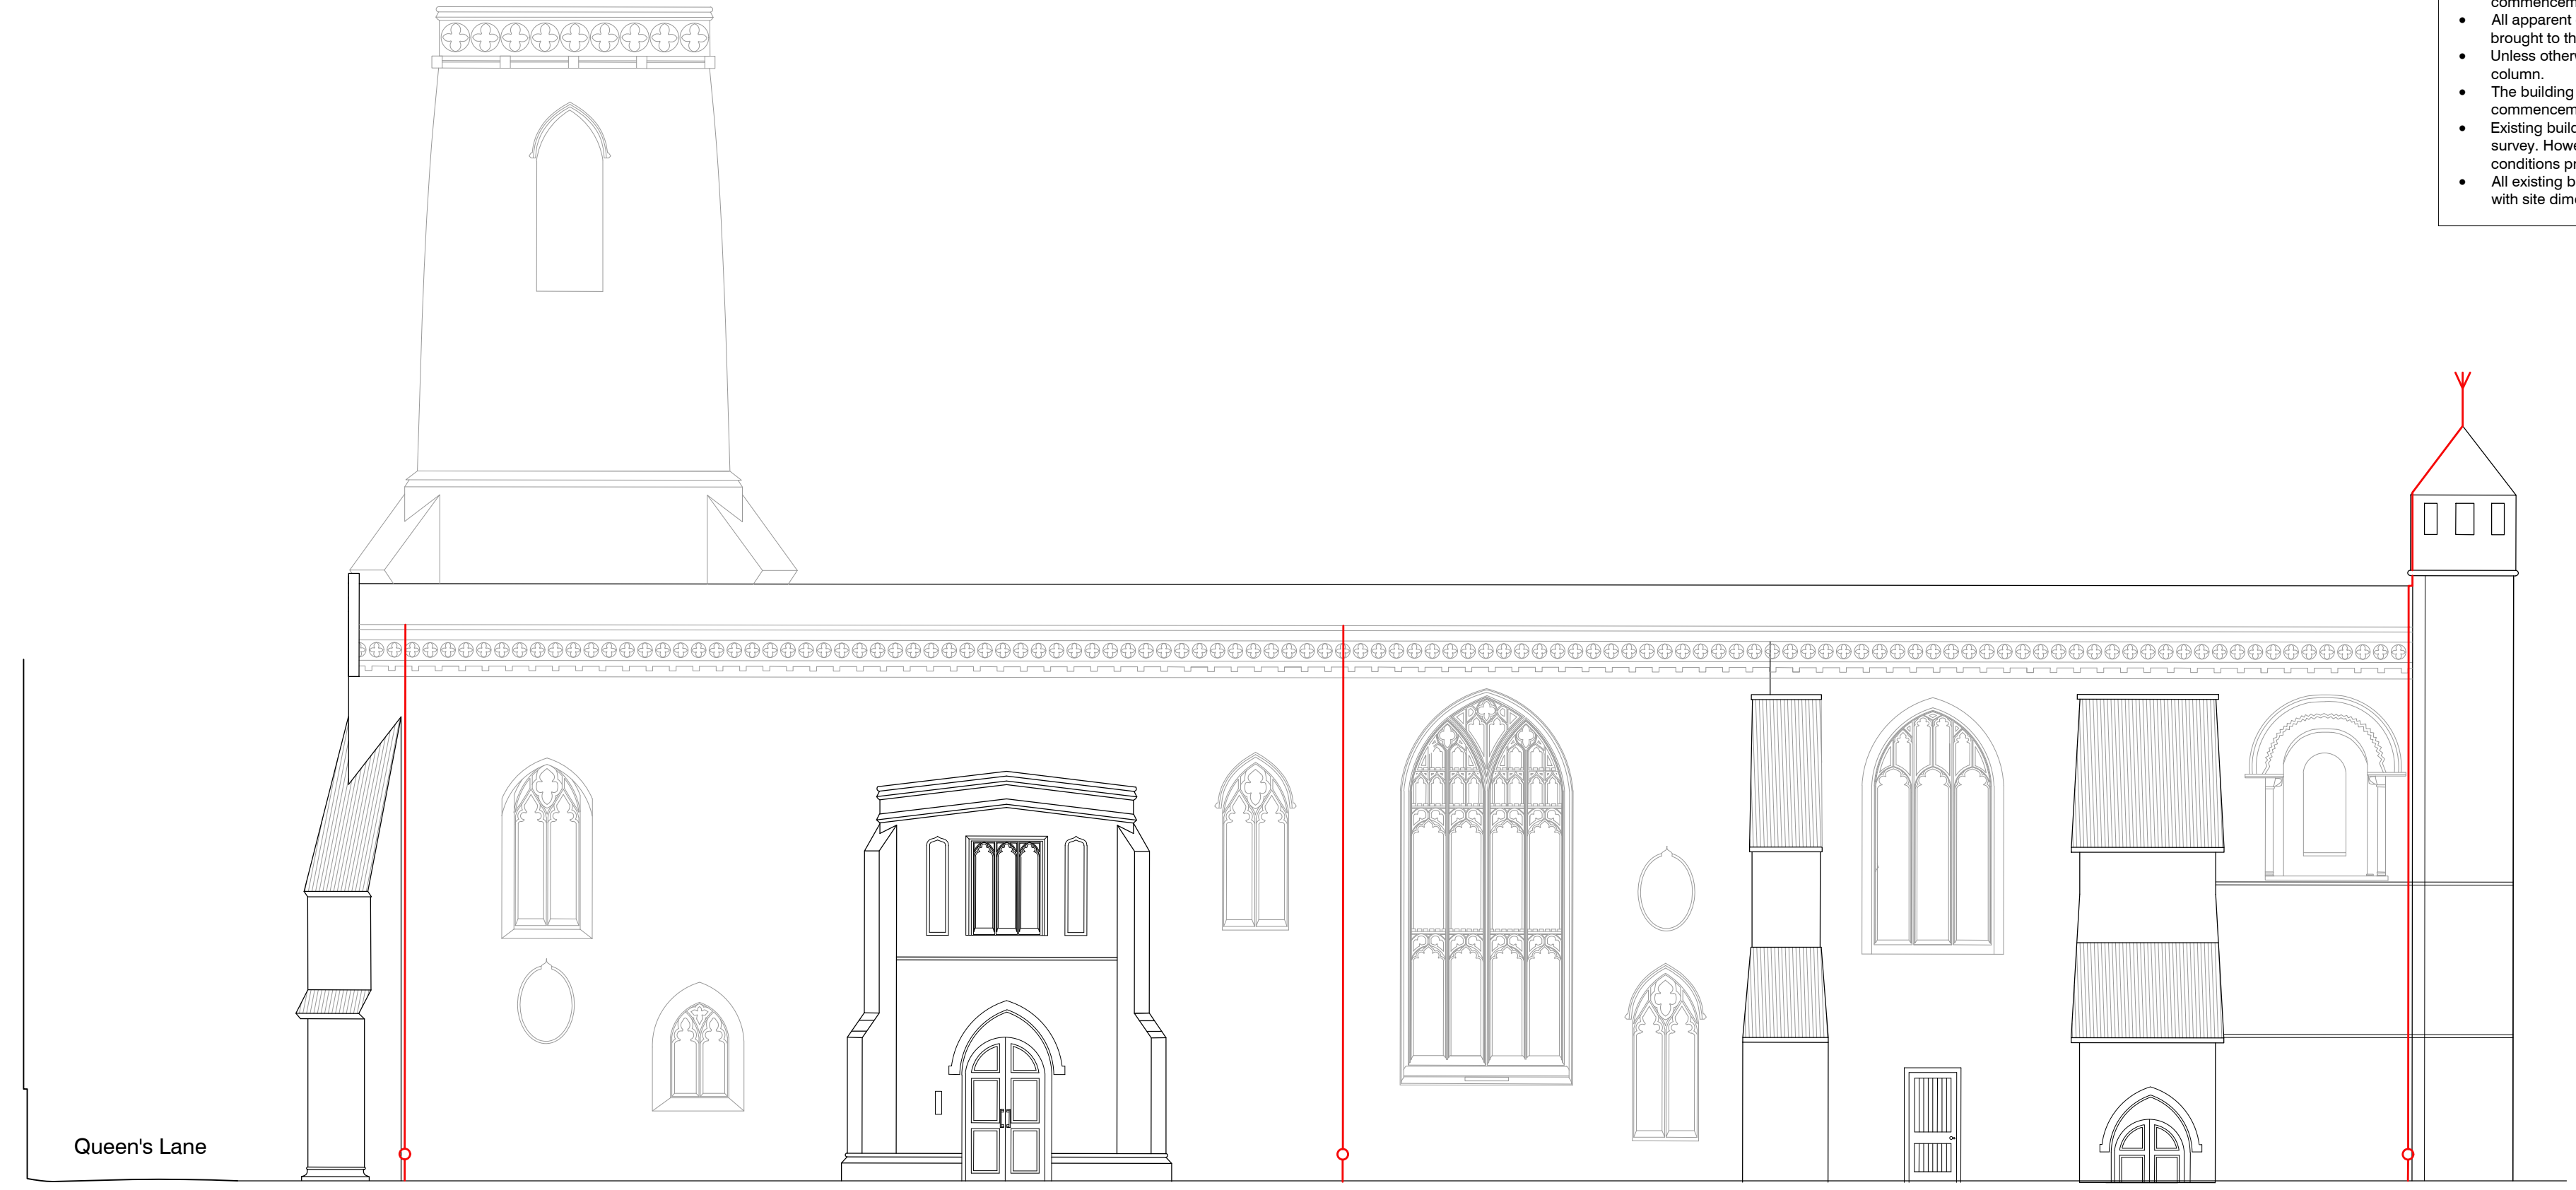 commencem
• All apparent
brought to th
• Unless other
column.
• The building
commencem
• Existing build
survey. Howe
conditions pr
• All existing b
with site dime
Queen's Lane